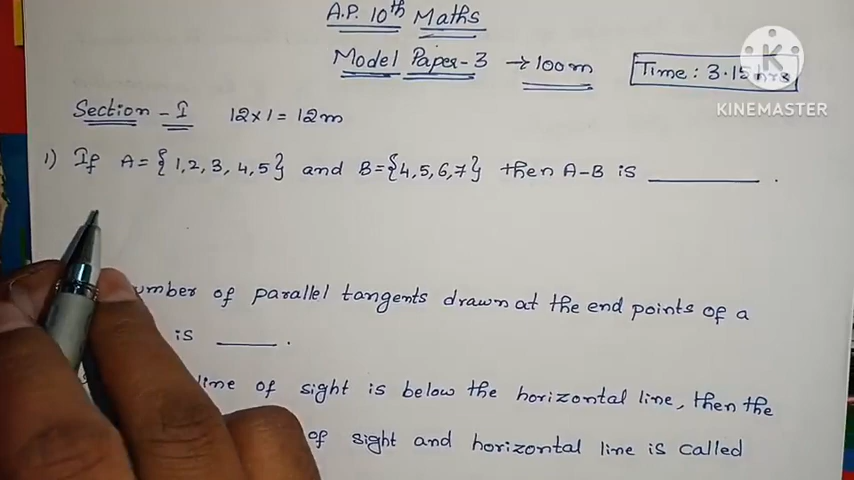 A.P. 10th Maths
Model Paper-3 → 100m
Time: 3.15 hrs
KINEMASTER
Section - I 12×1 = 12m
1) If A = {1,2,3,4,5} and B={4,5,6,7} then A-B is ______ .
umber of parallel tangents drawn at the end points of a
is ______ .
line of sight is below the horizontal line, then the
of sight and horizontal line is called